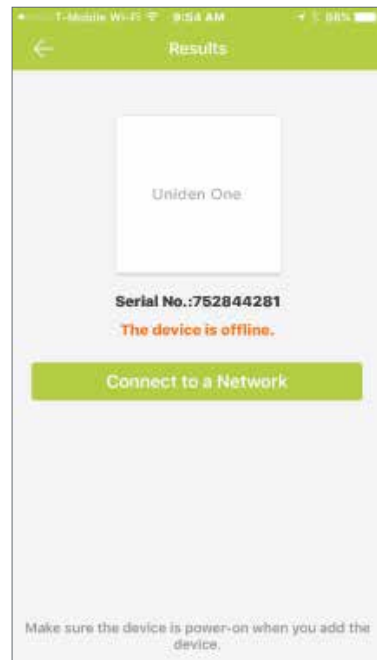 T-Mobile Wi-Fi 9:54 AM 86%
Results
Uniden One
Serial No.:752844281
The device is offline.
Connect to a Network
Make sure the device is power-on when you add the
device.